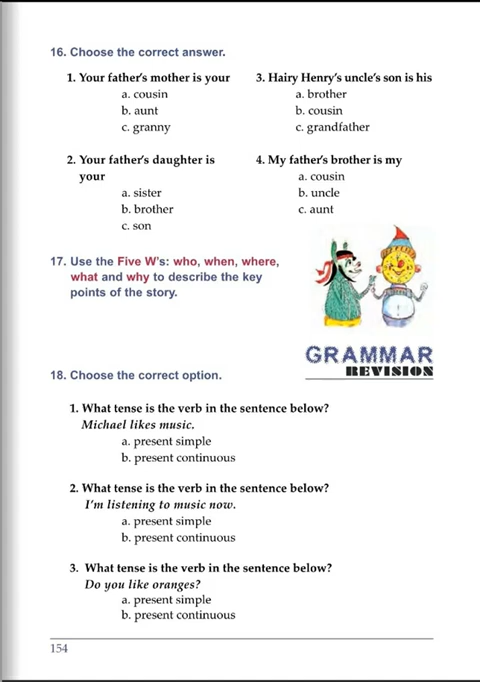 16. Choose the correct answer.
1. Your father's mother is your
a. cousin
b. aunt
c. granny
2. Your father's daughter is
your
a. sister
b. brother
c. son
3. Hairy Henry's uncle's son is his
a. brother
b. cousin
c. grandfather
4. My father's brother is my
a. cousin
b. uncle
c. aunt
17. Use the Five W's: who, when, where,
what and why to describe the key
points of the story.
GRAMMAR
REVISION
18. Choose the correct option.
1. What tense is the verb in the sentence below?
Michael likes music.
a. present simple
b. present continuous
2. What tense is the verb in the sentence below?
I'm listening to music now.
a. present simple
b. present continuous
3. What tense is the verb in the sentence below?
Do you like oranges?
a. present simple
b. present continuous
154